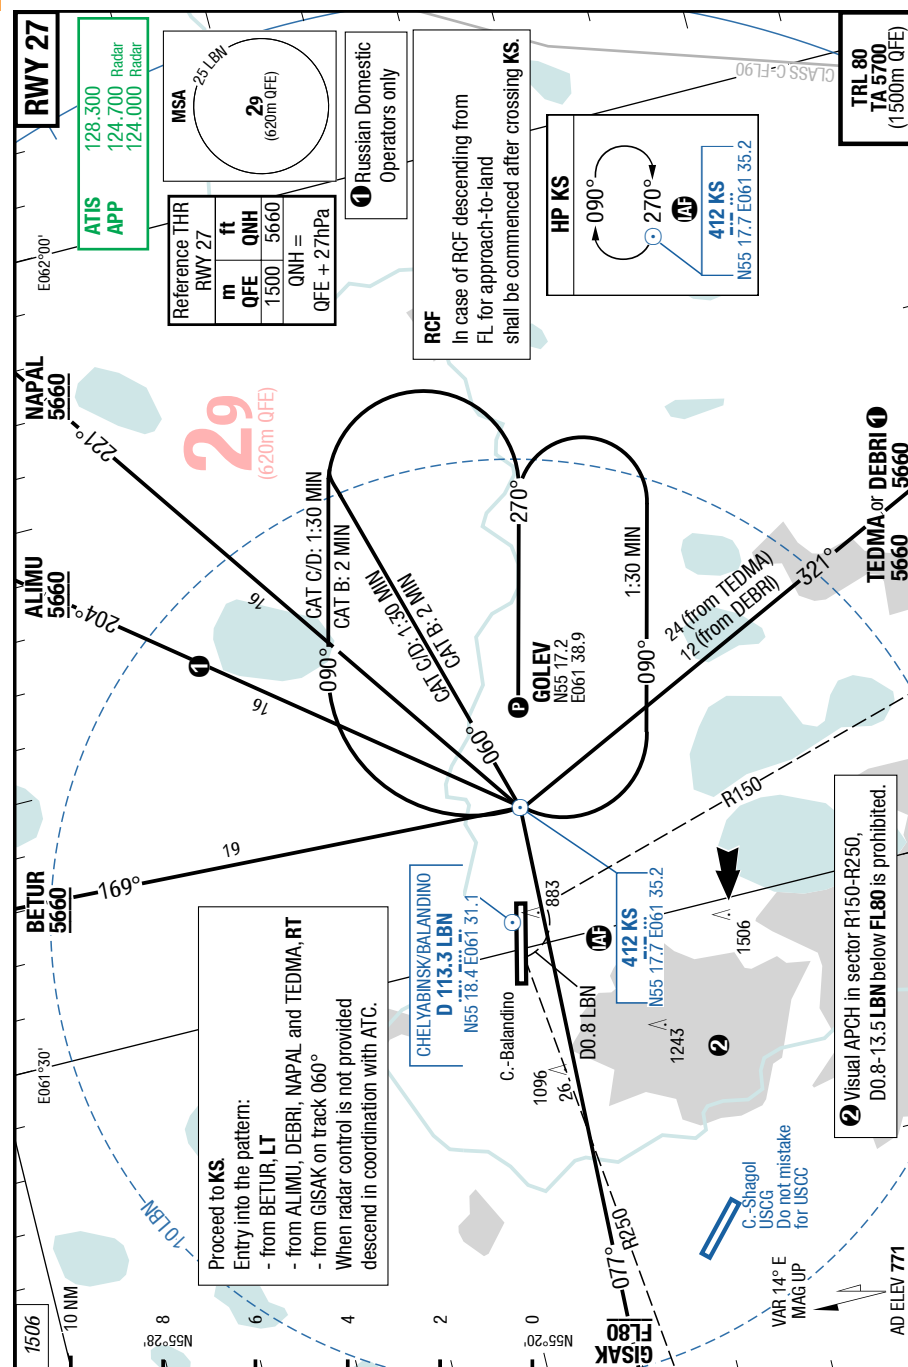 RWY 27
ATIS 128.300
APP 124.700 Radar
124.000 Radar
MSA
25 LBN
29
(620m QFE)
Reference THR
RWY 27
m ft
QFE QNH
1500 5660
QNH =
QFE + 27hPa
1 Russian Domestic
Operators only
RCF
In case of RCF descending from
FL for approach-to-land
shall be commenced after crossing KS.
HP KS
090°
270°
IAF
412 KS
N55 17.7 E061 35.2
CLASS C-FL90
TRL 80
TA 5700
(1500m QFE)
E062°00'
NAPAL
5660
221°
16
29
(620m QFE)
ALIMU
5660
204°
1
16
CAT C/D: 1:30 MIN
CAT B: 2 MIN
090°
CAT C/D: 1:30 MIN
CAT B: 2 MIN
060°
270°
P
GOLEV
N55 17.2
E061 38.9
1:30 MIN
090°
24 (from TEDMA)
12 (from DEBRI)
321°
TEDMA or DEBRI 1
5660 5660
BETUR
5660
169°
19
R150
CHELYABINSK/BALANDINO
D 113.3 LBN
N55 18.4 E061 31.1
883
C.-Balandino
IAF
412 KS
N55 17.7 E061 35.2
D0.8 LBN
1096
26
1243
1506
2
2 Visual APCH in sector R150-R250,
D0.8-13.5 LBN below FL80 is prohibited.
E061°30'
Proceed to KS.
Entry into the pattern:
- from BETUR, LT
- from ALIMU, DEBRI, NAPAL and TEDMA, RT
- from GISAK on track 060°
When radar control is not provided
descend in coordination with ATC.
10 LBN
C.-Shagol
USCG
Do not mistake
for USCC
077°
R250
GISAK
FL80
1506
10 NM
8
6
4
2
0
N55°28'
N55°20'
VAR 14° E
MAG UP
AD ELEV 771